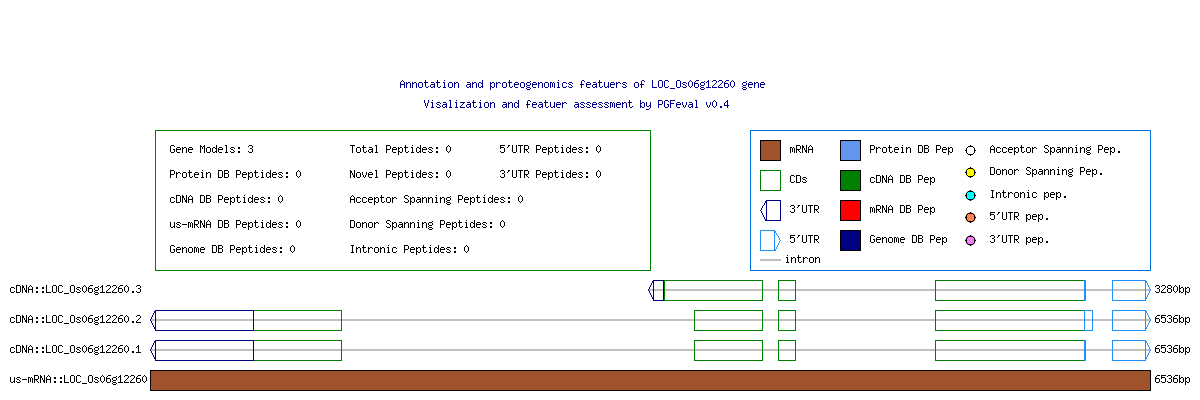 Annotation and proteogenomics featuers of LOC_Os06g12260 gene
Visalization and featuer assessment by PGFeval v0.4
Gene Models: 3 Total Peptides: 0 5'UTR Peptides: 0
Protein DB Peptides: 0 Novel Peptides: 0 3'UTR Peptides: 0
cDNA DB Peptides: 0 Acceptor Spanning Peptides: 0
us-mRNA DB Peptides: 0 Donor Spanning Peptides: 0
Genome DB Peptides: 0 Intronic Peptides: 0
mRNA Protein DB Pep Acceptor Spanning Pep.
CDs cDNA DB Pep Donor Spanning Pep.
3'UTR mRNA DB Pep Intronic pep.
5'UTR Genome DB Pep 5'UTR pep.
intron 3'UTR pep.
cDNA::LOC_Os06g12260.3 3280bp
cDNA::LOC_Os06g12260.2 6536bp
cDNA::LOC_Os06g12260.1 6536bp
us-mRNA::LOC_Os06g12260 6536bp